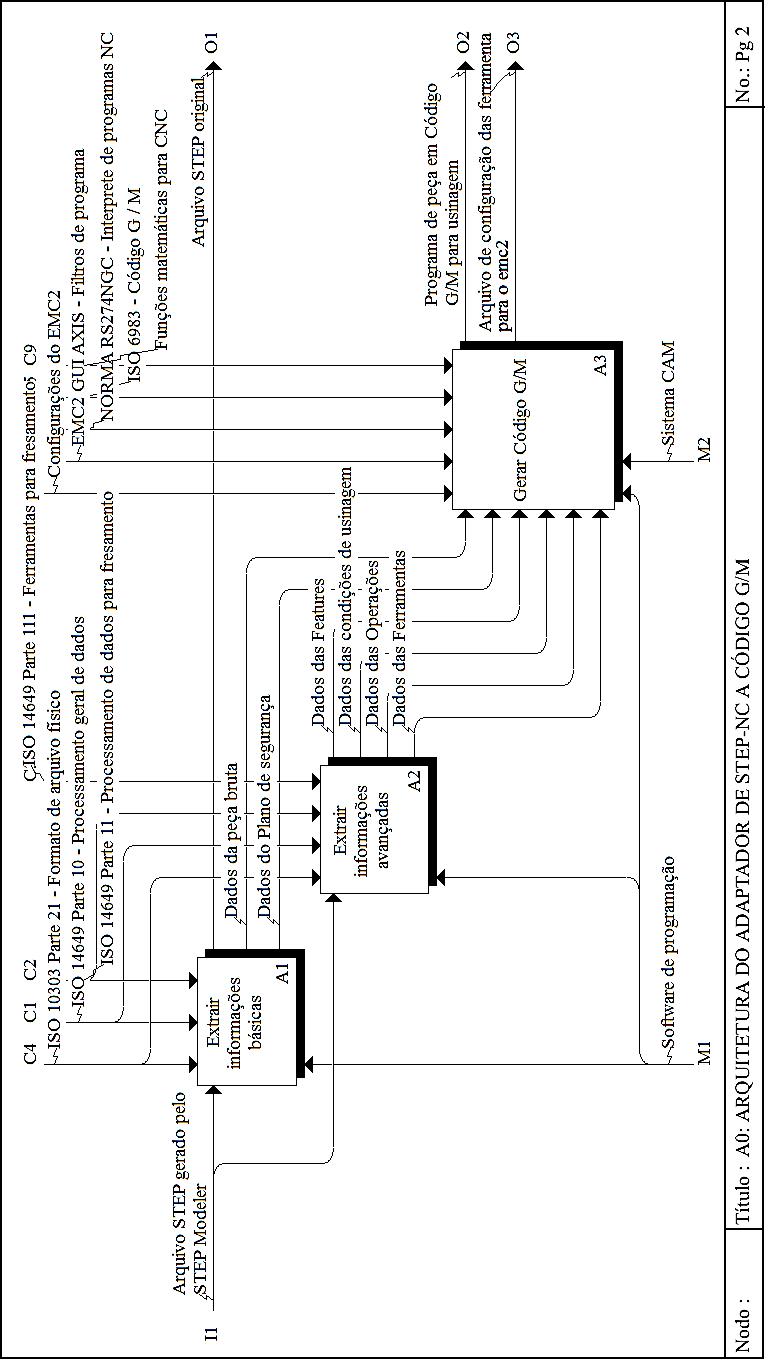 C4
C1
C2
C9
ISO 10303 Parte 21 - Formato de arquivo físico
ISO 14649 Parte 10 - Processamento geral de dados
ISO 14649 Parte 11 - Processamento de dados para fresamento
ISO 14649 Parte 111 - Ferramentas para fresamento
Configurações do EMC2
EMC2 GUI AXIS - Filtros de programa
NORMA RS274NGC - Interprete de programas NC
ISO 6983 - Código G / M
Funções matemáticas para CNC
I1
Arquivo STEP gerado pelo
STEP Modeler
Extrair
informações
básicas
A1
Arquivo STEP original
O1
Dados da peça bruta
Dados do Plano de segurança
Extrair
informações
avançadas
A2
Dados das Features
Dados das condições de usinagem
Dados das Operações
Dados das Ferramentas
Gerar Código G/M
A3
Programa de peça em Código
G/M para usinagem
O2
Arquivo de configuração das ferramenta
para o emc2
O3
Software de programação
M1
Sistema CAM
M2
Nodo :
Título : A0: ARQUITETURA DO ADAPTADOR DE STEP-NC A CÓDIGO G/M
No.: Pg 2